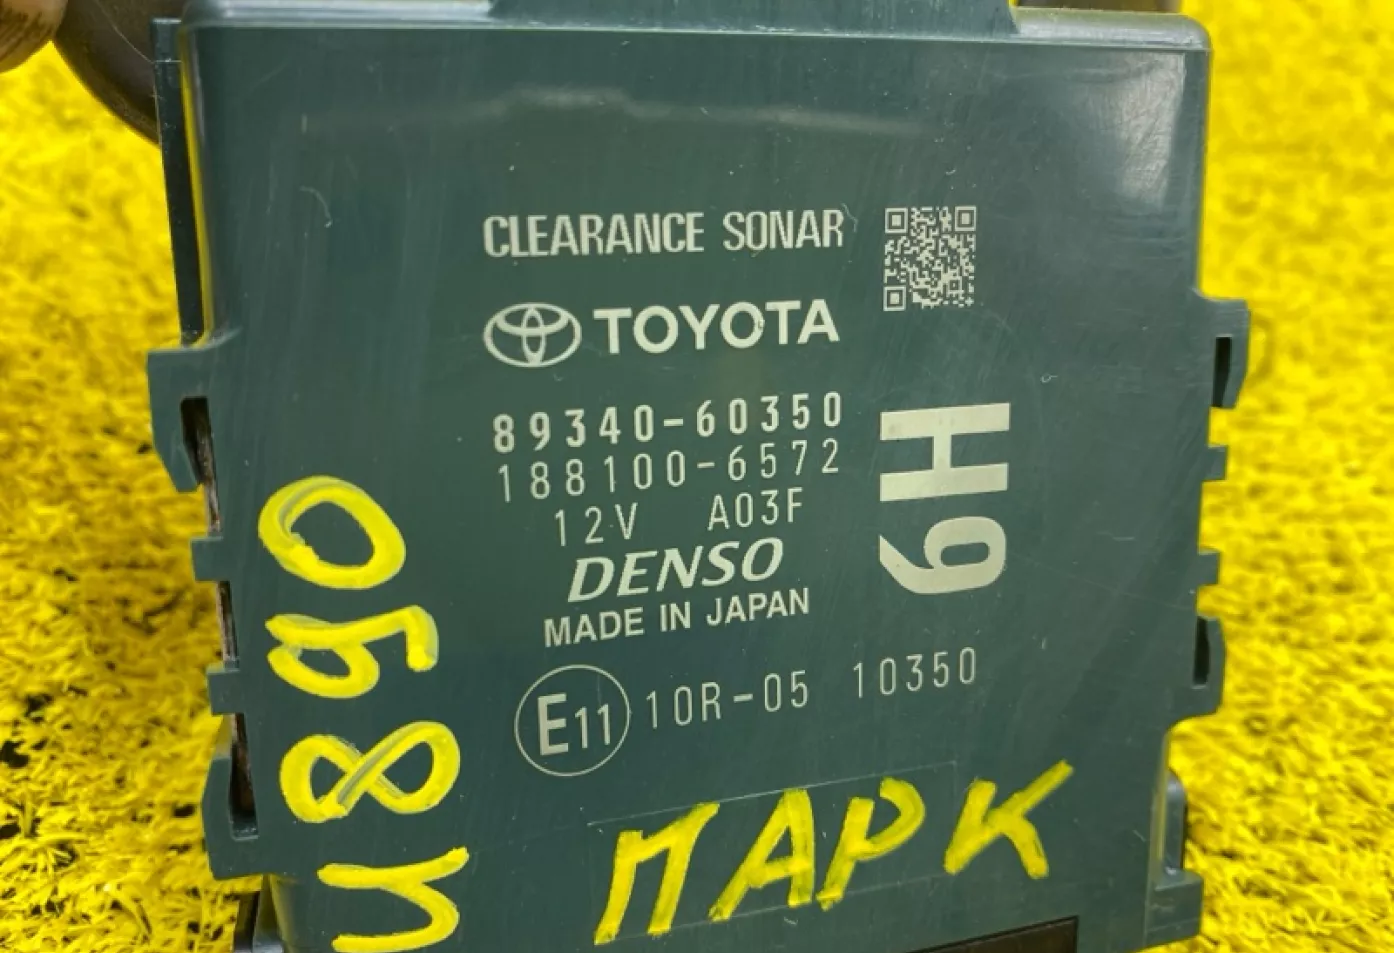 CLEARANCE SONAR
TOYOTA
89340-60350
188100-6572
12V A03F
DENSO
MADE IN JAPAN
E11 10R-05 10350
H9
4890
ПАРК